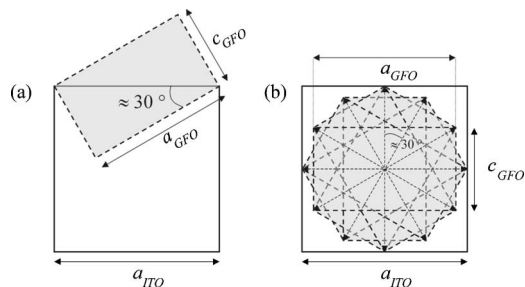 (a)
c_GFO
≈ 30 °
a_GFO
a_ITO
(b)
a_GFO
≈ 30
c_GFO
a_ITO